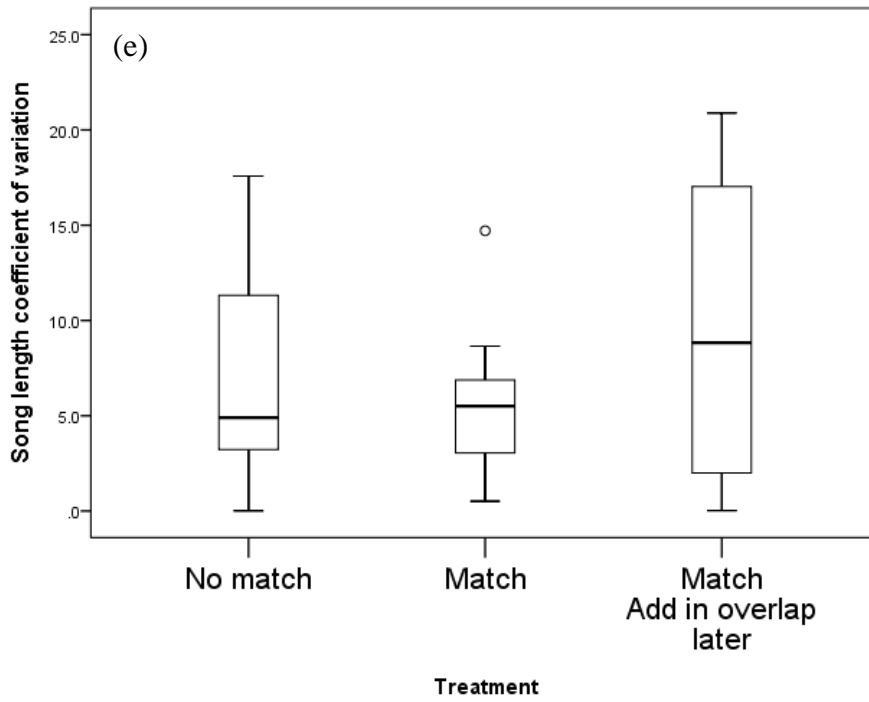 (e)
Song length coefficient of variation
25.0
20.0
15.0
10.0
5.0
.0
No match
Match
Match
Add in overlap
later
Treatment